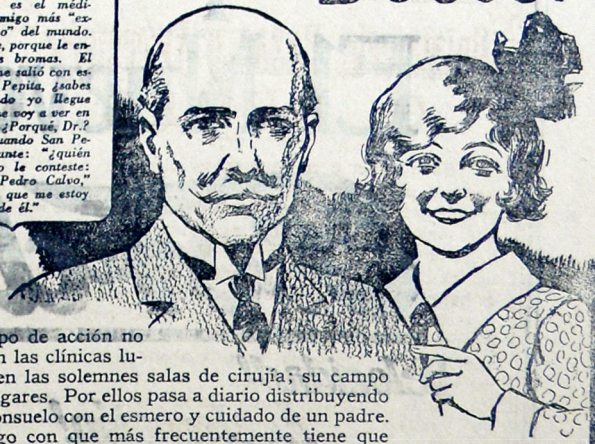 es el médi-
migo más "ex-
o" del mundo.
, porque le en-
s bromas. El
me salió con es-
Pepita, ¿sabes
do yo llegue
e voy a ver en
¿Porqué, Dr.?
uando San Pe-
unte: "¿quién
o le conteste:
Pedro Calvo,"
que me estoy
de él."
po de acción no
n las clínicas lu-
en las solemnes salas de cirujía; su campo
gares. Por ellos pasa a diario distribuyendo
onsuelo con el esmero y cuidado de un padre.
go con que más frecuentemente tiene que